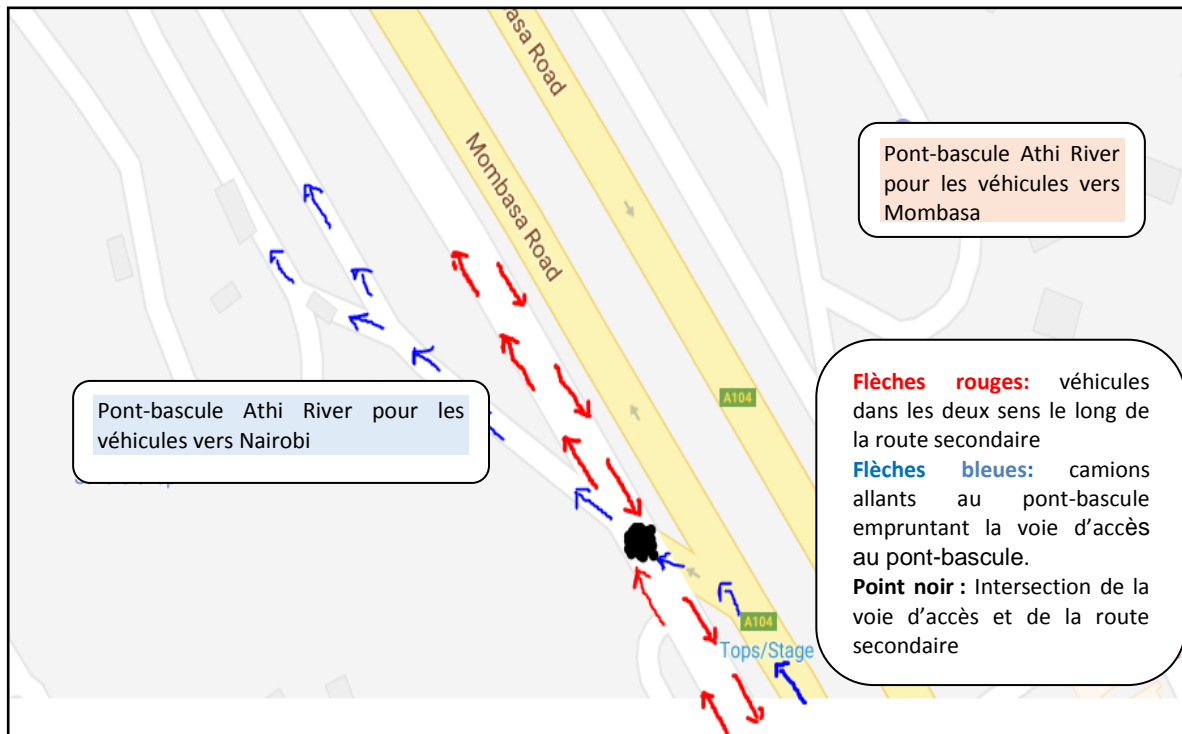 asa Road
Mombasa Road
Pont-bascule Athi River
pour les véhicules vers
Mombasa
Pont-bascule Athi River pour les
véhicules vers Nairobi
A104
Flèches rouges: véhicules
dans les deux sens le long de
la route secondaire
Flèches bleues: camions
allants au pont-bascule
empruntant la voie d’accès
au pont-bascule.
Point noir : Intersection de la
voie d’accès et de la route
secondaire
A104
Tops/Stage